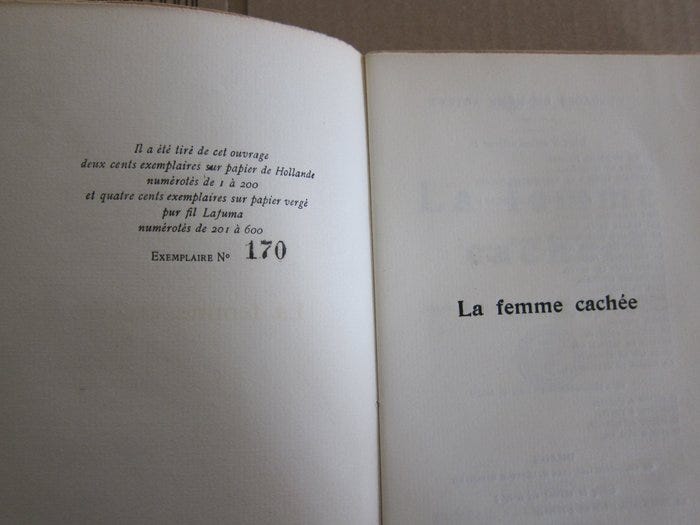 Il a été tiré de cet ouvrage
deux cents exemplaires sur papier de Hollande
numérotés de 1 à 200
et quatre cents exemplaires sur papier vergé
pur fil Lafuma
numérotés de 201 à 600
EXEMPLAIRE Nº 170
La femme cachée